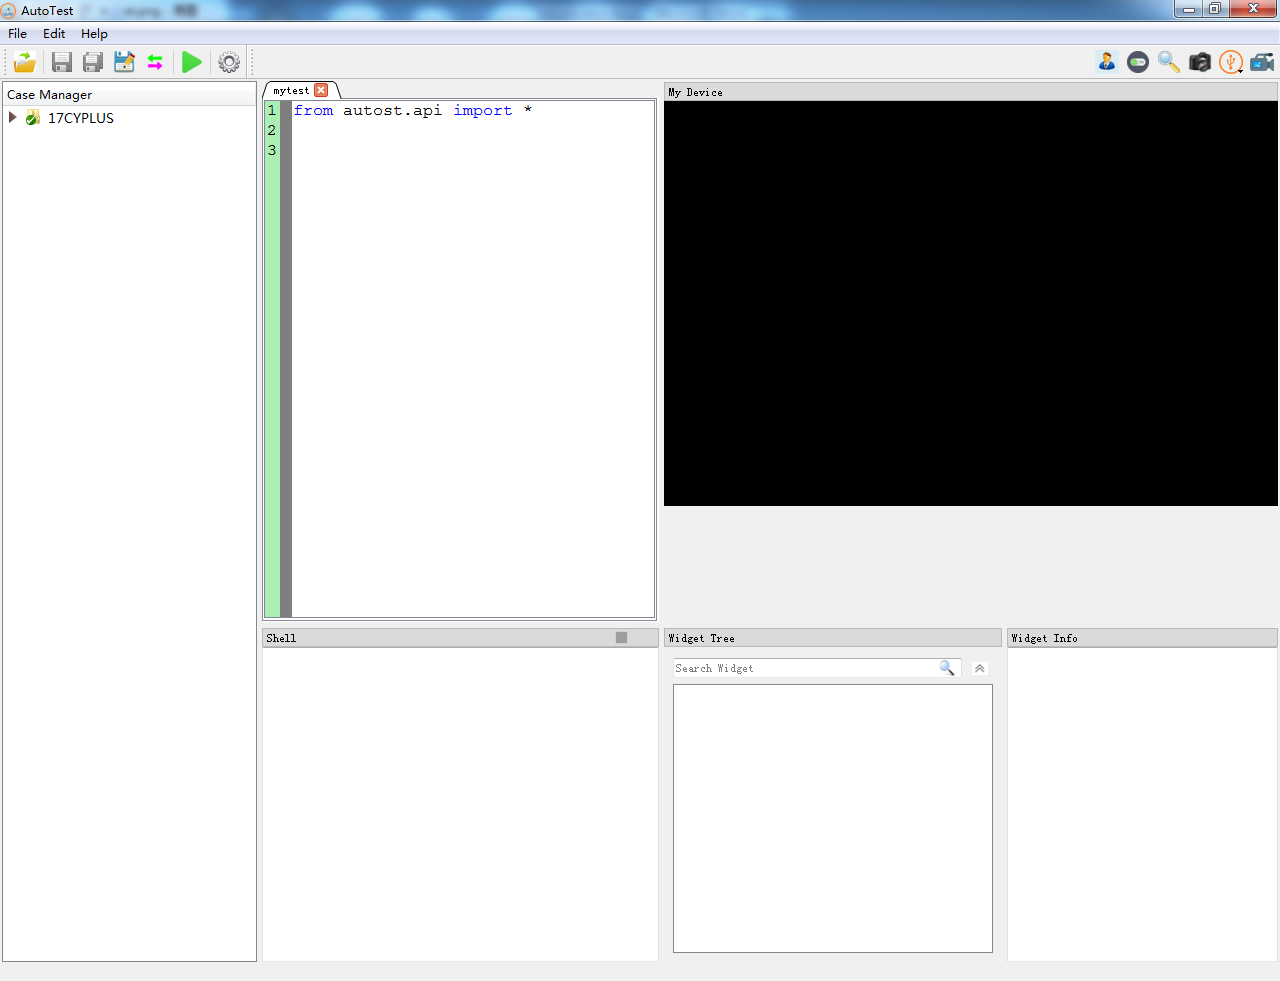 AutoTest
File Edit Help
Case Manager
17CYPLUS
mytest
1 from autost.api import *
2
3
My Device
Shell
Widget Tree
Search Widget
Widget Info